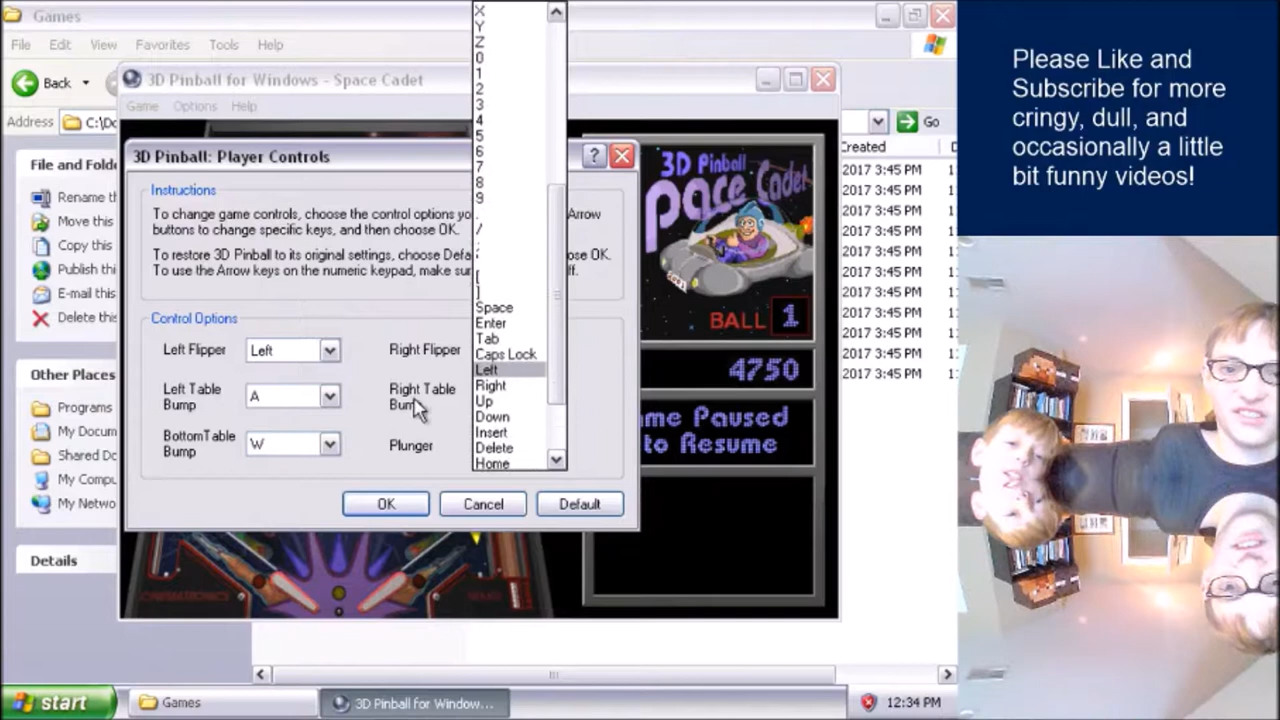 Games
File Edit View Favorites Tools Help
Back
Address C:\Do
Go
3D Pinball for Windows - Space Cadet
Game Options Help
File and Folde
Rename th
Move this
Copy this
Publish thi
E-mail this
Delete this
Other Places
Programs
My Docum
Shared Do
My Compu
My Netwo
Details
3D Pinball: Player Controls
Instructions
To change game controls, choose the control options yo
Arrow
buttons to change specific keys, and then choose OK.
To restore 3D Pinball to its original settings, choose Defa
ose OK.
To use the Arrow keys on the numeric keypad, make sur
ff.
Control Options
Left Flipper Left Right Flipper
Left Table
Bump
A
Right Table
Bump
BottomTable
Bump
W
Plunger
OK Cancel Default
X
Y
Z
0
1
2
3
4
5
6
7
8
9
.
/
;
[
]
Space
Enter
Tab
Caps Lock
Left
Right
Up
Down
Insert
Delete
Home
3D Pinball
pace Cadet
BALL 1
4750
me Paused
to Resume
Created
2017 3:45 PM
2017 3:45 PM
2017 3:45 PM
2017 3:45 PM
2017 3:45 PM
2017 3:45 PM
2017 3:45 PM
2017 3:45 PM
2017 3:45 PM
2017 3:45 PM
2017 3:45 PM
start
Games
3D Pinball for Window...
12:34 PM
Please Like and
Subscribe for more
cringy, dull, and
occasionally a little
bit funny videos!